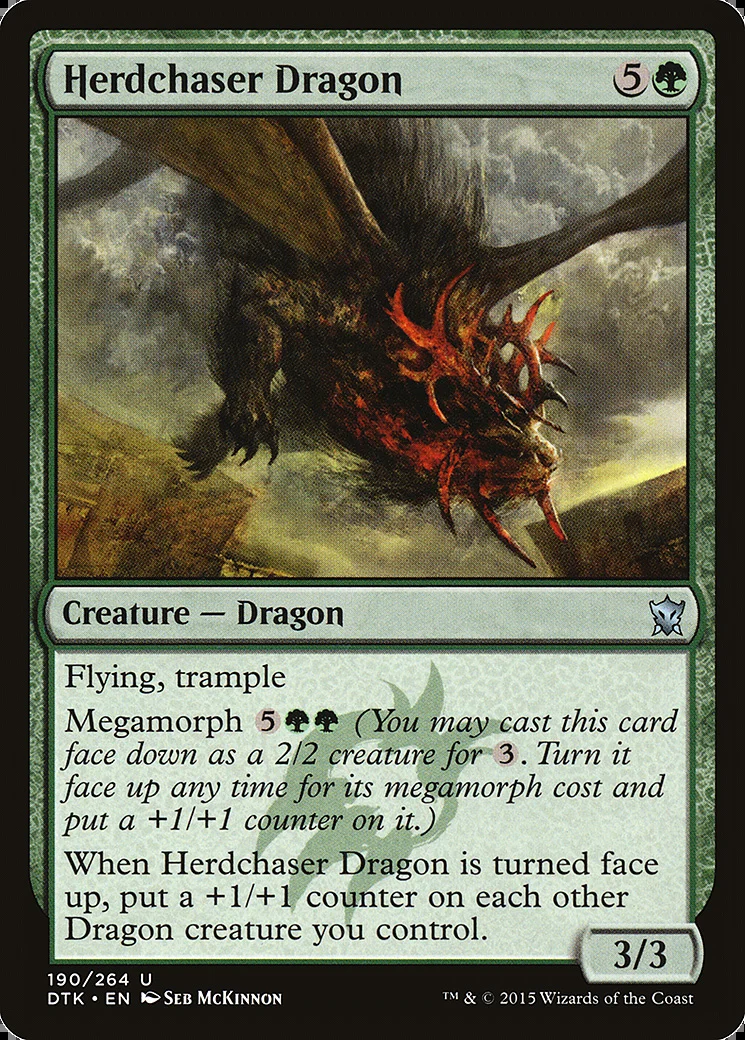 Herdchaser Dragon 5
Creature — Dragon
Flying, trample
Megamorph 5 (You may cast this card
face down as a 2/2 creature for 3. Turn it
face up any time for its megamorph cost and
put a +1/+1 counter on it.)
When Herdchaser Dragon is turned face
up, put a +1/+1 counter on each other
Dragon creature you control.
3/3
190/264 U
DTK • EN Seb McKinnon
™ & © 2015 Wizards of the Coast